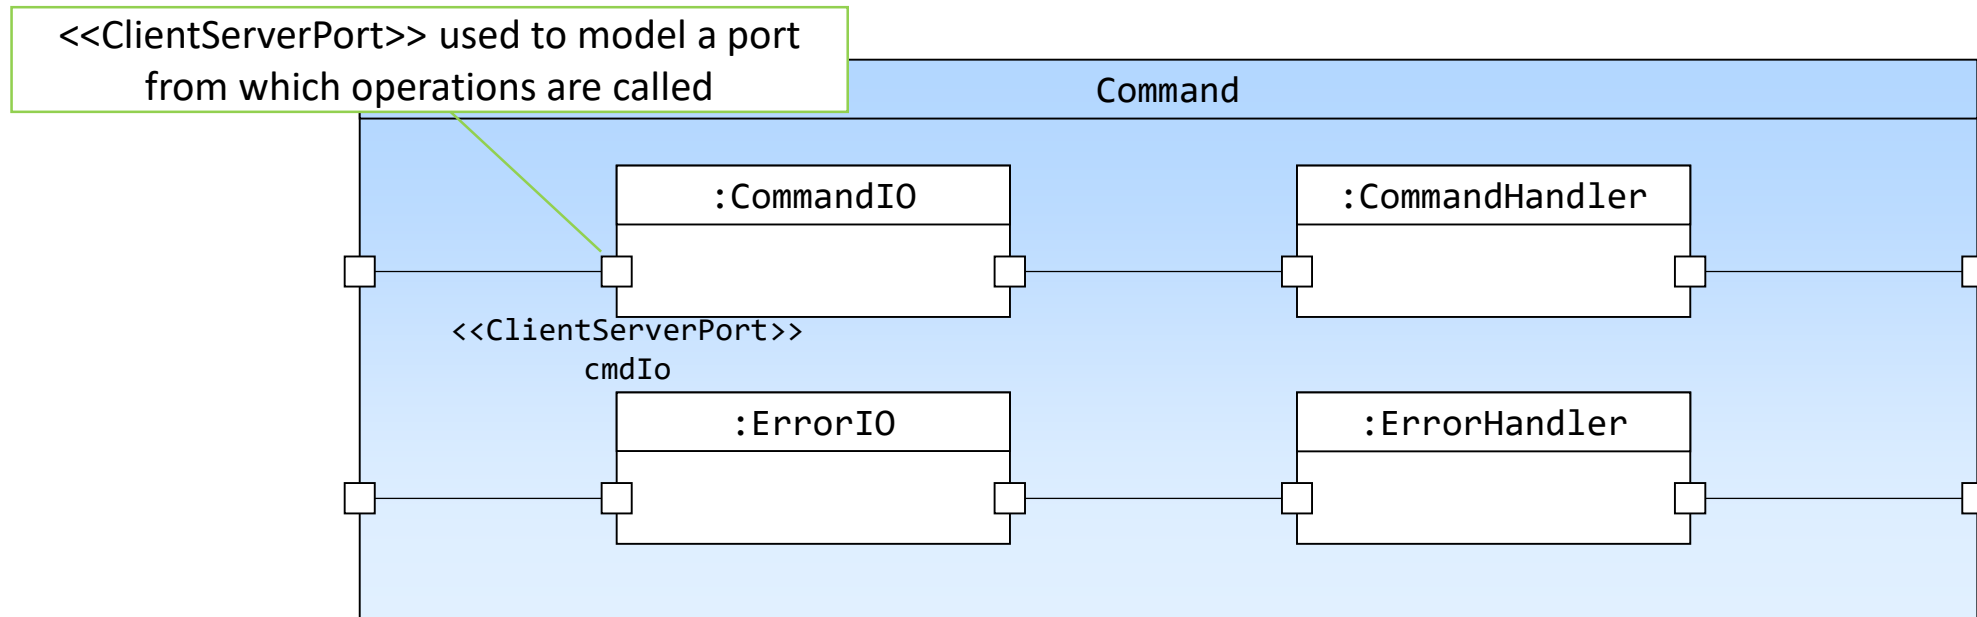 <<ClientServerPort>> used to model a port
from which operations are called
Command
:CommandIO
:CommandHandler
<<ClientServerPort>>
cmdIo
:ErrorIO
:ErrorHandler